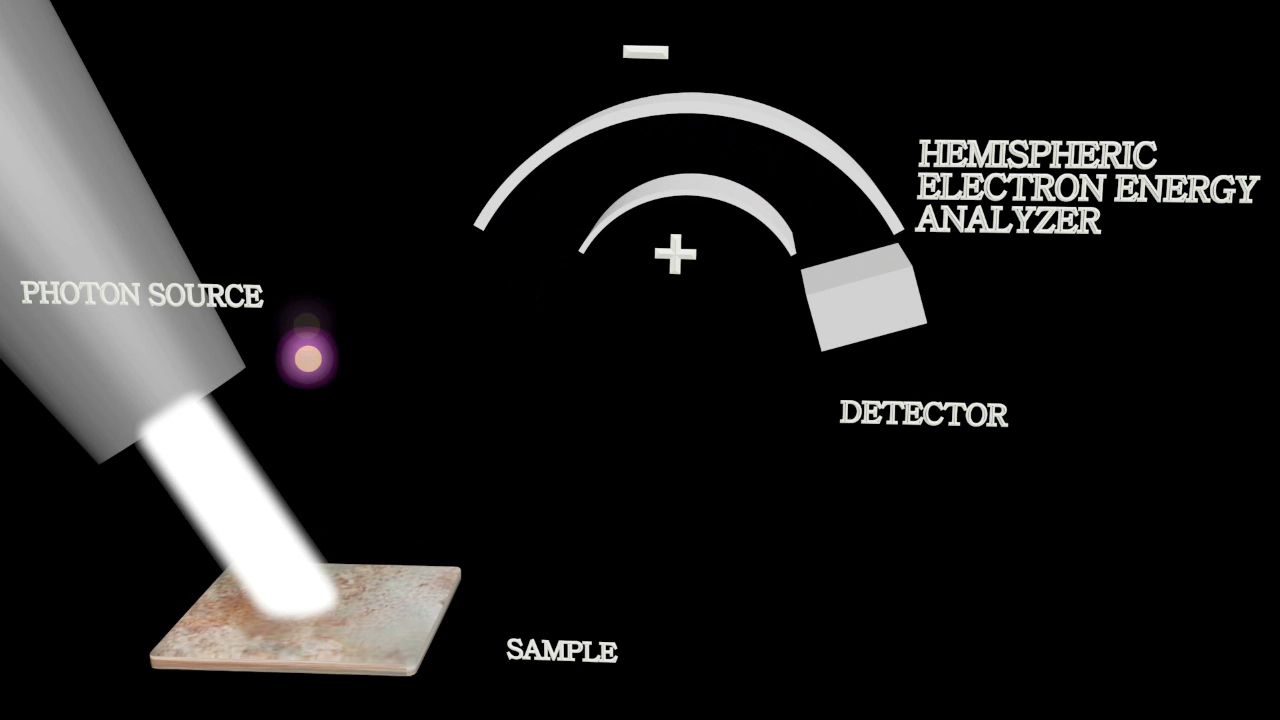 −
HEMISPHERIC
ELECTRON ENERGY
ANALYZER
+
PHOTON SOURCE
DETECTOR
SAMPLE